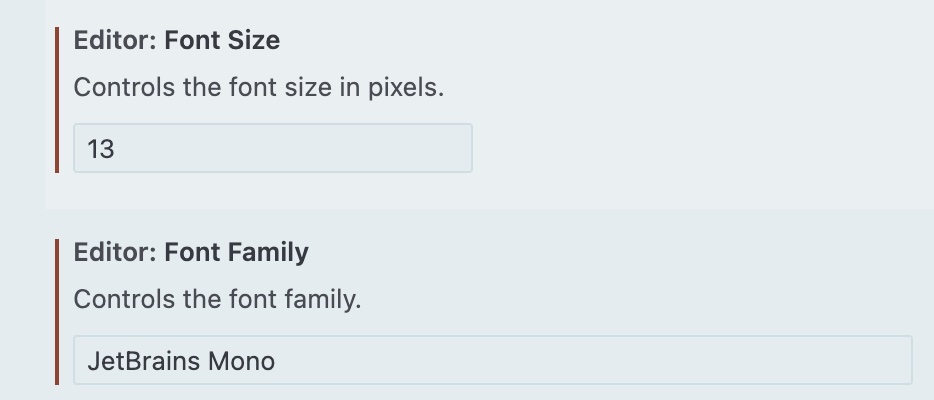 Editor: Font Size
Controls the font size in pixels.
13
Editor: Font Family
Controls the font family.
JetBrains Mono